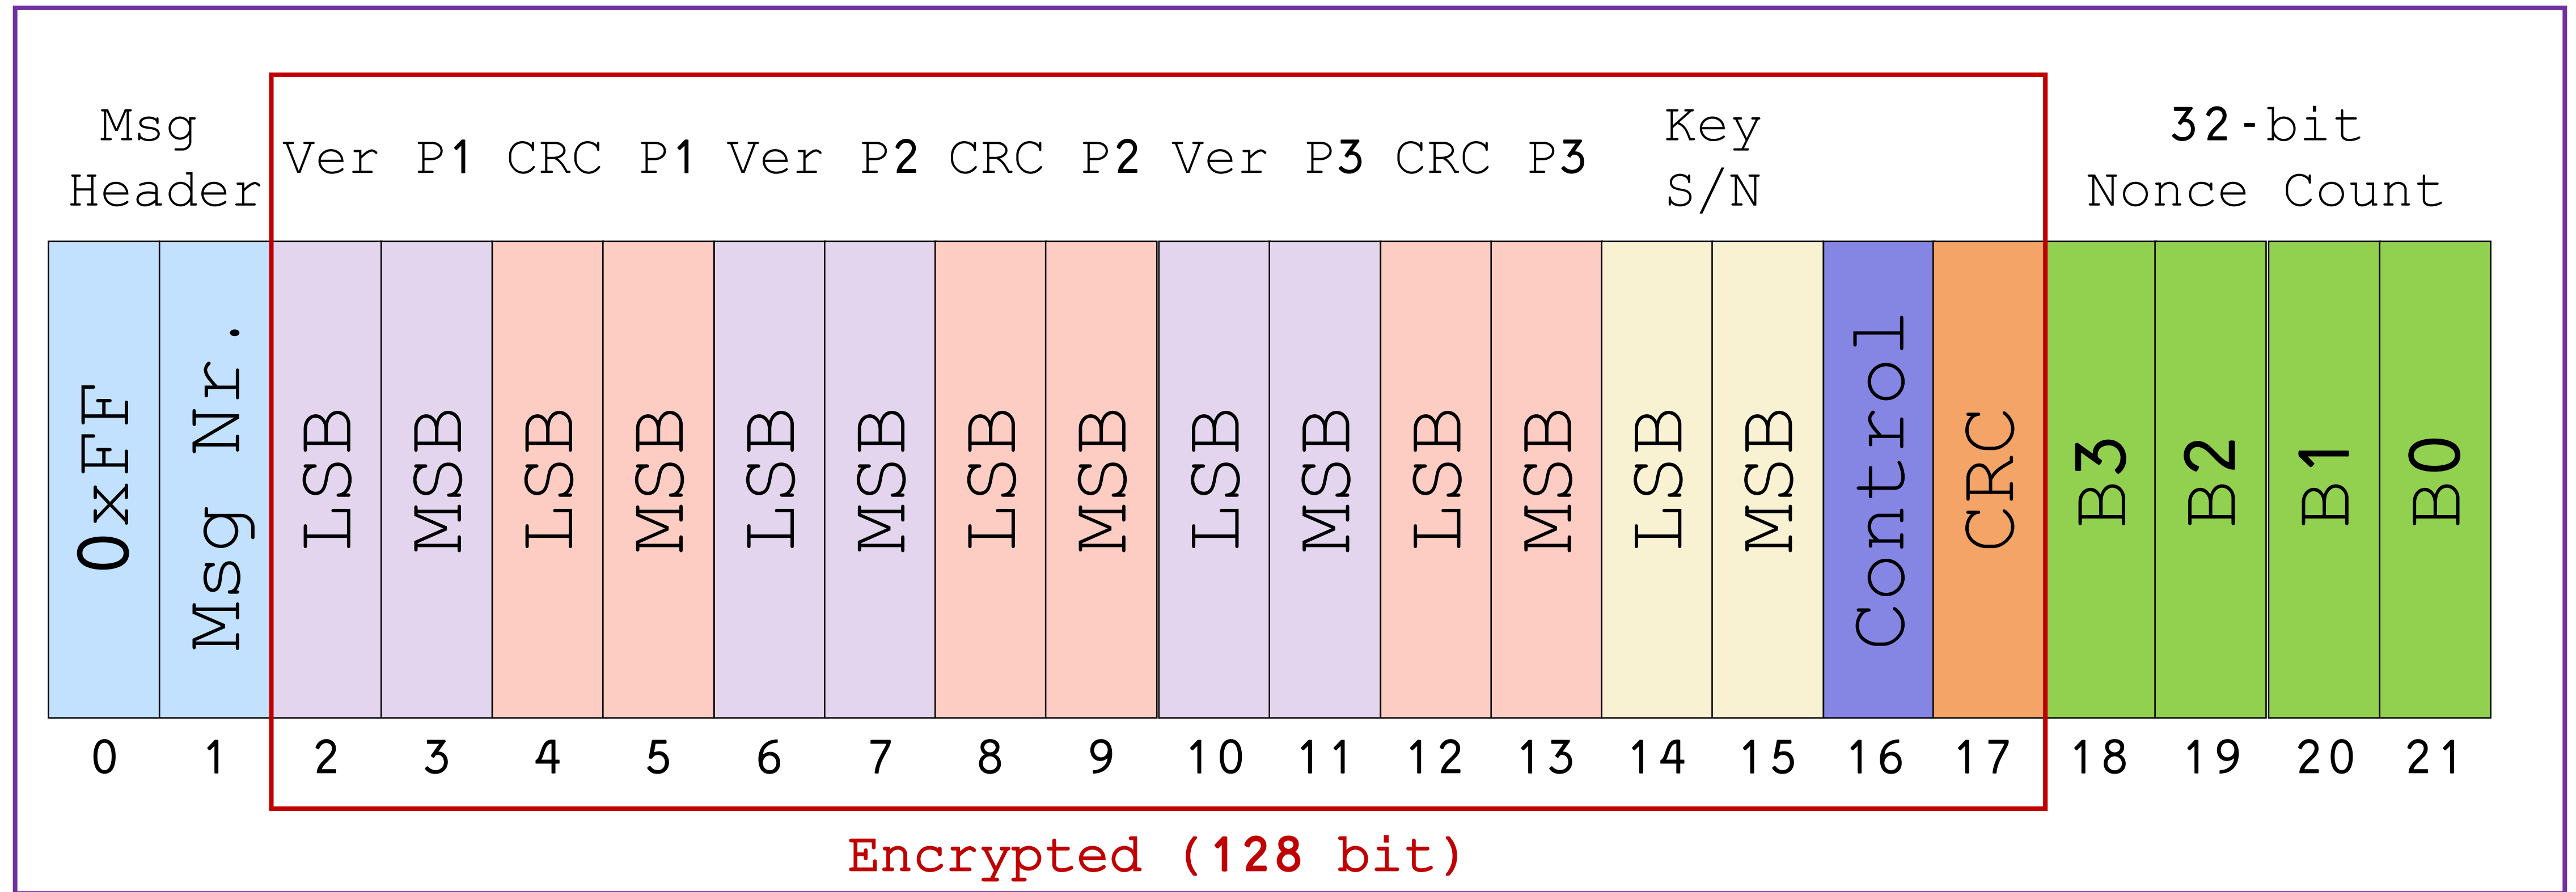 Msg
Header
Ver P1 CRC P1 Ver P2 CRC P2 Ver P3 CRC P3
Key
S/N
32-bit
Nonce Count
0xFF
Msg Nr.
LSB
MSB
LSB
MSB
LSB
MSB
LSB
MSB
LSB
MSB
LSB
MSB
LSB
MSB
Control
CRC
B3
B2
B1
B0
0 1 2 3 4 5 6 7 8 9 10 11 12 13 14 15 16 17 18 19 20 21
Encrypted (128 bit)